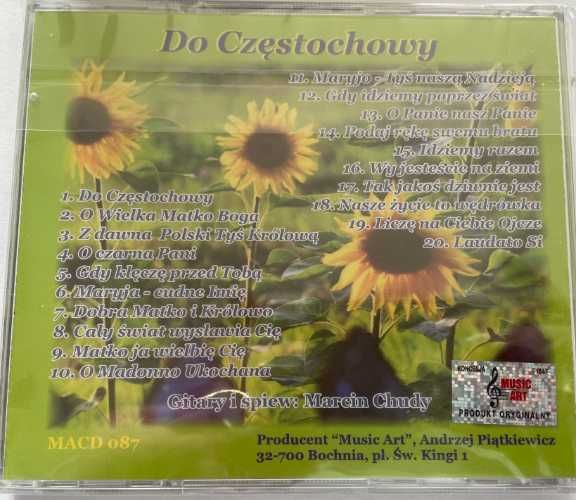 Do Częstochowy
1. Do Częstochowy
2. O Wielka Matko Boga
3. Z dawna Polski Tyś Królową
4. O czarna Pani
5. Gdy klęczę przed Tobą
6. Maryja - cudne Imię
7. Dobra Matko i Królowo
8. Cały świat wysławia Cię
9. Matko ja wielbię Cię
10. O Madonno Ukochana
11. Maryjo - Tyś naszą Nadzieją
12. Gdy idziemy poprzez świat
13. O Panie nasz Panie
14. Podaj rękę swemu bratu
15. Idziemy razem
16. Wy jesteście na ziemi
17. Tak jakoś dziwnie jest
18. Nasze życie to wędrówka
19. Liczę na Ciebie Ojcze
20. Laudato Si
Gitary i śpiew: Marcin Chudy
MUSIC
ART
PRODUKT ORYGINALNY
MACD 087
Producent "Music Art", Andrzej Piątkiewicz
32-700 Bochnia, pl. Św. Kingi 1